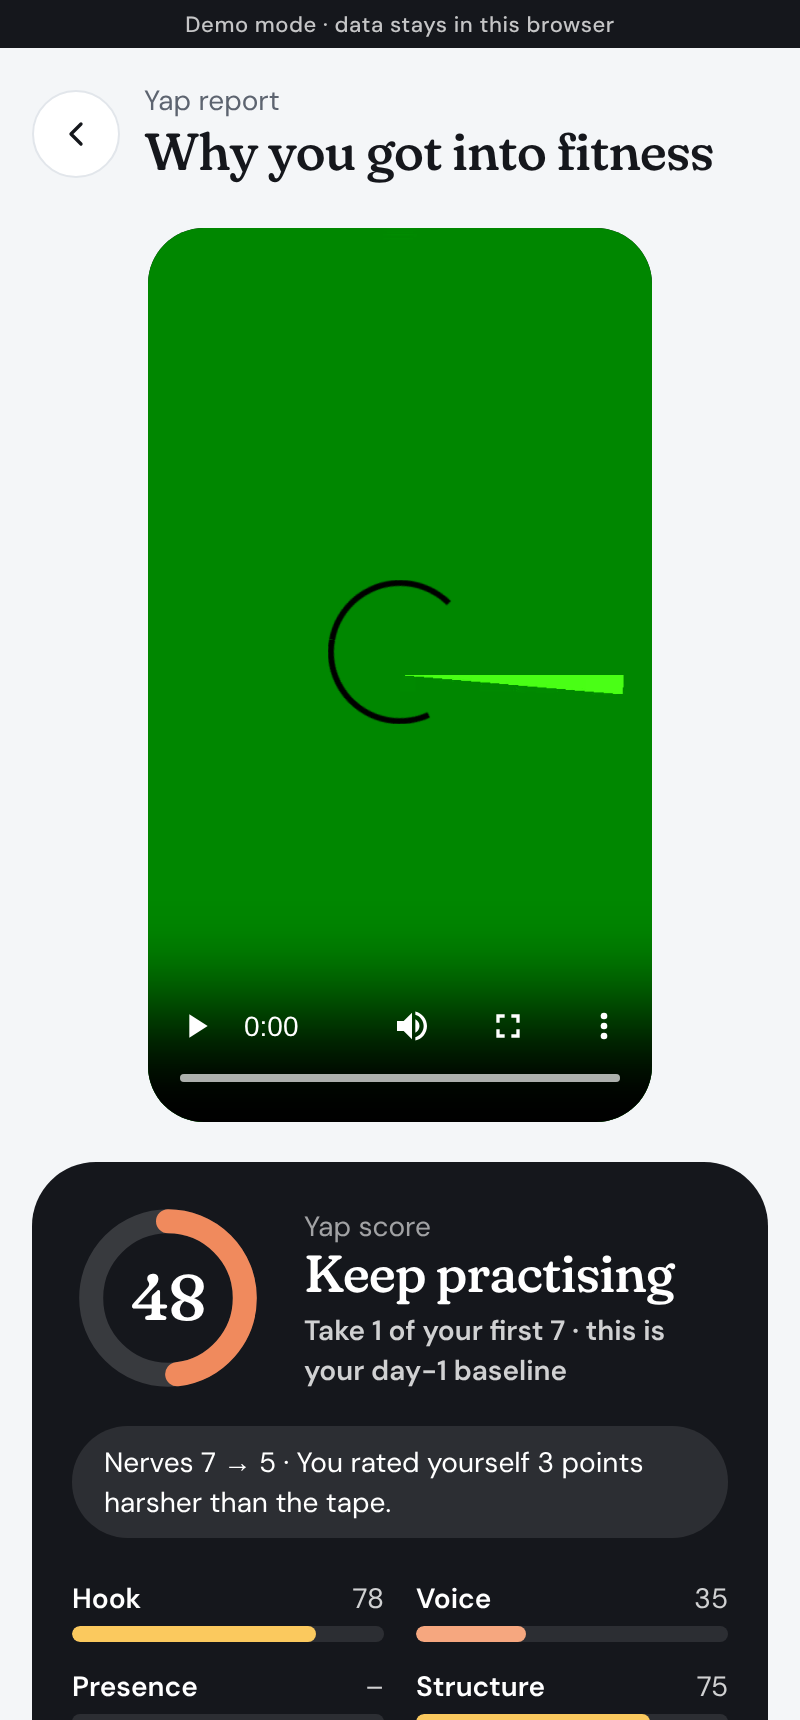 Demo mode · data stays in this browser
Yap report
Why you got into fitness
0:00
48
Yap score
Keep practising
Take 1 of your first 7 · this is
your day-1 baseline
Nerves 7 → 5 · You rated yourself 3 points
harsher than the tape.
Hook 78
Voice 35
Presence –
Structure 75